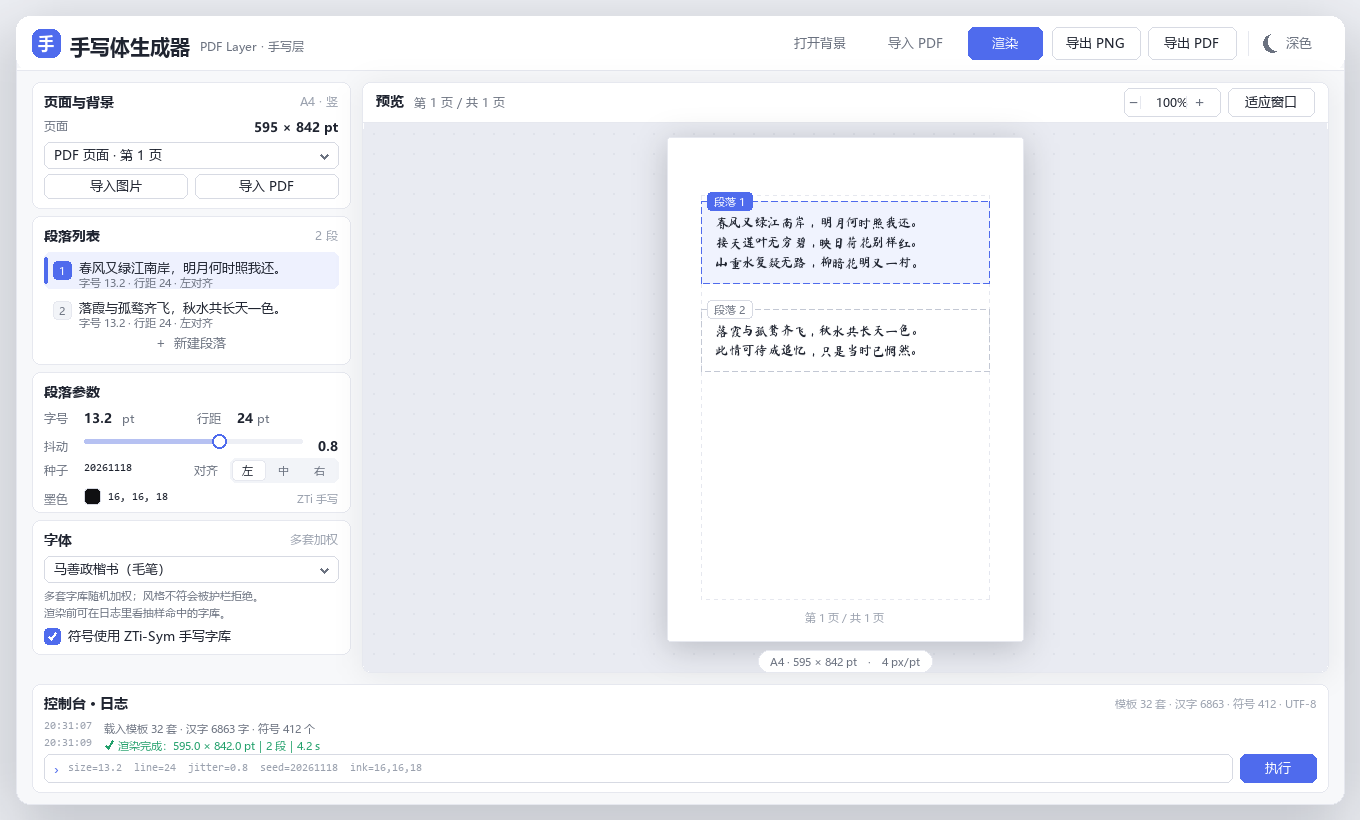 手 手写体生成器 PDF Layer · 手写层 打开背景 导入 PDF 渲染 导出 PNG 导出 PDF 深色
页面与背景 A4 · 竖
页面 595 × 842 pt
PDF 页面 · 第 1 页
导入图片 导入 PDF
段落列表 2 段
1 春风又绿江南岸，明月何时照我还。
字号 13.2 · 行距 24 · 左对齐
2 落霞与孤鹜齐飞，秋水共长天一色。
字号 13.2 · 行距 24 · 左对齐
+ 新建段落
段落参数
字号 13.2 pt 行距 24 pt
抖动 0.8
种子 20261118 对齐 左 中 右
墨色 16, 16, 18 ZTi 手写
字体 多套加权
马善政楷书（毛笔）
多套字库随机加权；风格不符会被护栏拒绝。
渲染前可在日志里看抽样命中的字库。
符号使用 ZTi-Sym 手写字库
预览 第 1 页 / 共 1 页 − 100% + 适应窗口
段落 1
春风又绿江南岸，明月何时照我还。
接天莲叶无穷碧，映日荷花别样红。
山重水复疑无路，柳暗花明又一村。
段落 2
落霞与孤鹜齐飞，秋水共长天一色。
此情可待成追忆，只是当时已惘然。
第 1 页 / 共 1 页
A4 · 595 × 842 pt · 4 px/pt
控制台 • 日志 模板 32 套 · 汉字 6863 · 符号 412 · UTF-8
20:31:07 载入模板 32 套 · 汉字 6863 字 · 符号 412 个
20:31:09 ✓ 渲染完成：595.0 × 842.0 pt | 2 段 | 4.2 s
› size=13.2 line=24 jitter=0.8 seed=20261118 ink=16,16,18 执行